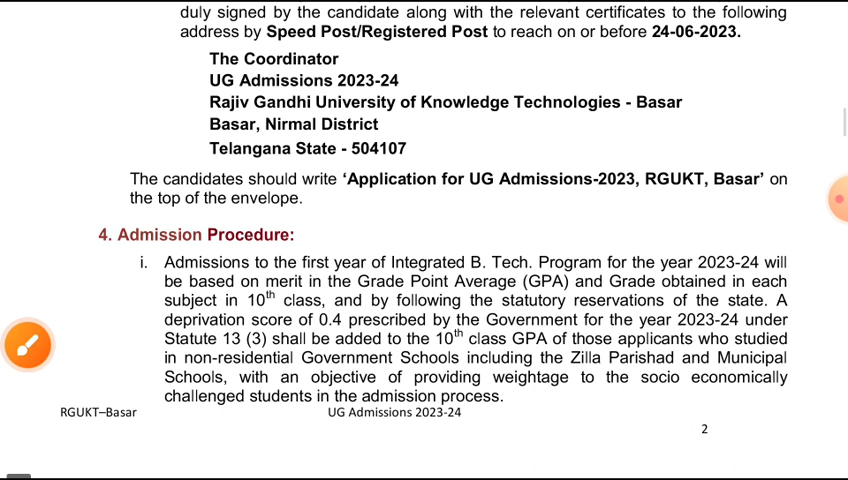 duly signed by the candidate along with the relevant certificates to the following
address by Speed Post/Registered Post to reach on or before 24-06-2023.
The Coordinator
UG Admissions 2023-24
Rajiv Gandhi University of Knowledge Technologies - Basar
Basar, Nirmal District
Telangana State - 504107
The candidates should write ‘Application for UG Admissions-2023, RGUKT, Basar’ on
the top of the envelope.
4. Admission Procedure:
i. Admissions to the first year of Integrated B. Tech. Program for the year 2023-24 will
be based on merit in the Grade Point Average (GPA) and Grade obtained in each
subject in 10th class, and by following the statutory reservations of the state. A
deprivation score of 0.4 prescribed by the Government for the year 2023-24 under
Statute 13 (3) shall be added to the 10th class GPA of those applicants who studied
in non-residential Government Schools including the Zilla Parishad and Municipal
Schools, with an objective of providing weightage to the socio economically
challenged students in the admission process.
RGUKT–Basar UG Admissions 2023-24
2